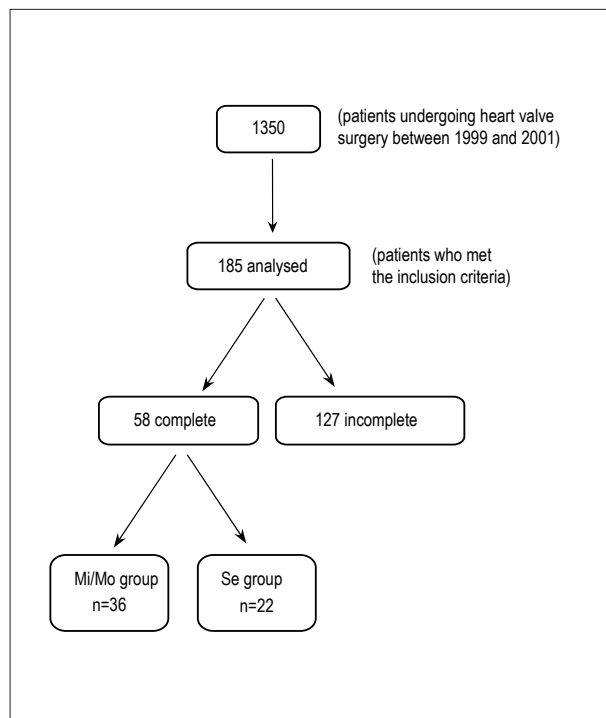 1350
(patients undergoing heart valve
surgery between 1999 and 2001)
185 analysed
(patients who met
the inclusion criteria)
58 complete
127 incomplete
Mi/Mo group
n=36
Se group
n=22